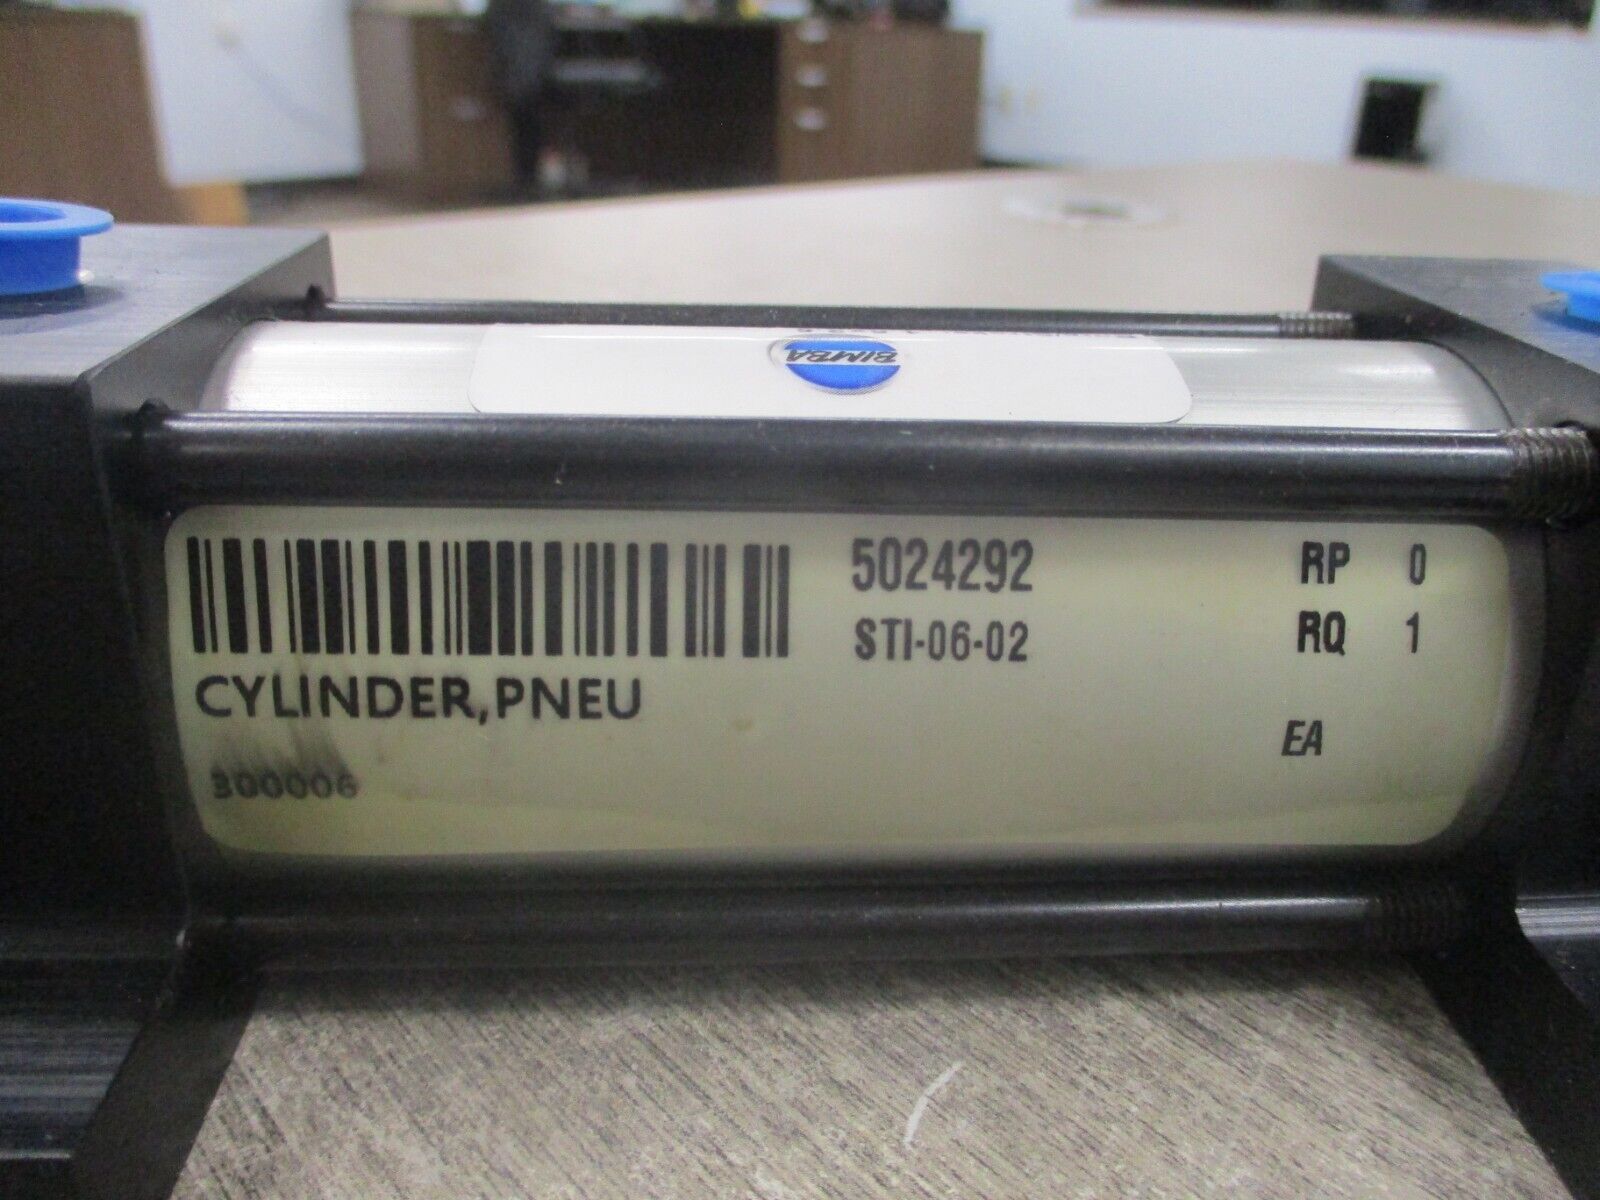 BIMBA
5024292 RP 0
STI-06-02 RQ 1
CYLINDER,PNEU
EA
300006